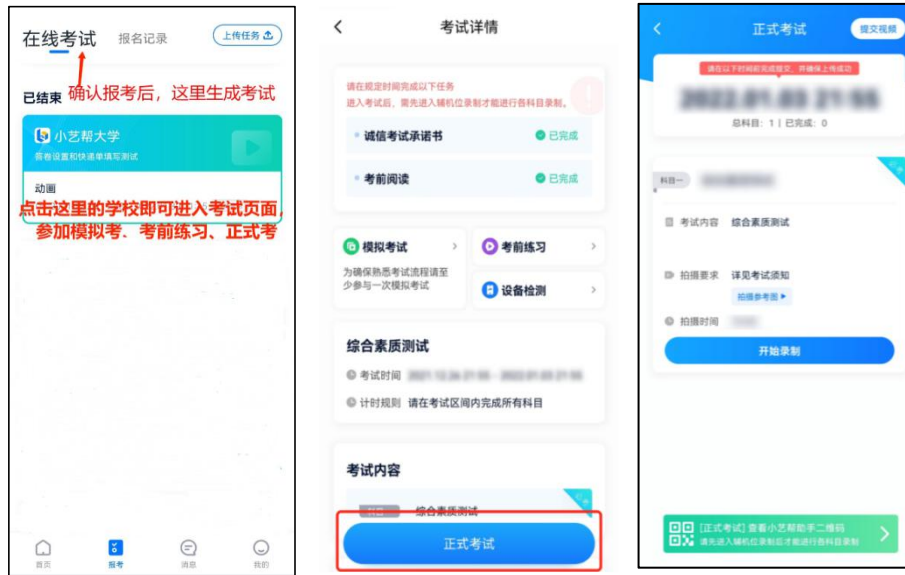 在线考试
报名记录
上传任务
已结束
确认报考后，这里生成考试
小艺帮大学
答卷设置和快递单填写测试
动画
点击这里的学校即可进入考试页面，
参加模拟考、考前练习、正式考
首页
报考
消息
我的
考试详情
请在规定时间完成以下任务
进入考试后，需先进入辅机位录制才能进行各科目录制。
诚信考试承诺书
已完成
考前阅读
已完成
模拟考试
为确保熟悉考试流程请至
少参与一次模拟考试
考前练习
设备检测
综合素质测试
考试时间
计时规则 请在考试区间内完成所有科目
考试内容
综合素质测试
正式考试
正式考试
提交视频
请在以下时间前完成提交，并确保上传成功
2022.01.03 21:55
总科目：1 | 已完成：0
科目一
考试内容 综合素质测试
拍摄要求 详见考试须知
拍摄参考图
拍摄时间
开始录制
[正式考试] 查看小艺帮助手二维码
请先进入辅机位录制后才能进行各科目录制